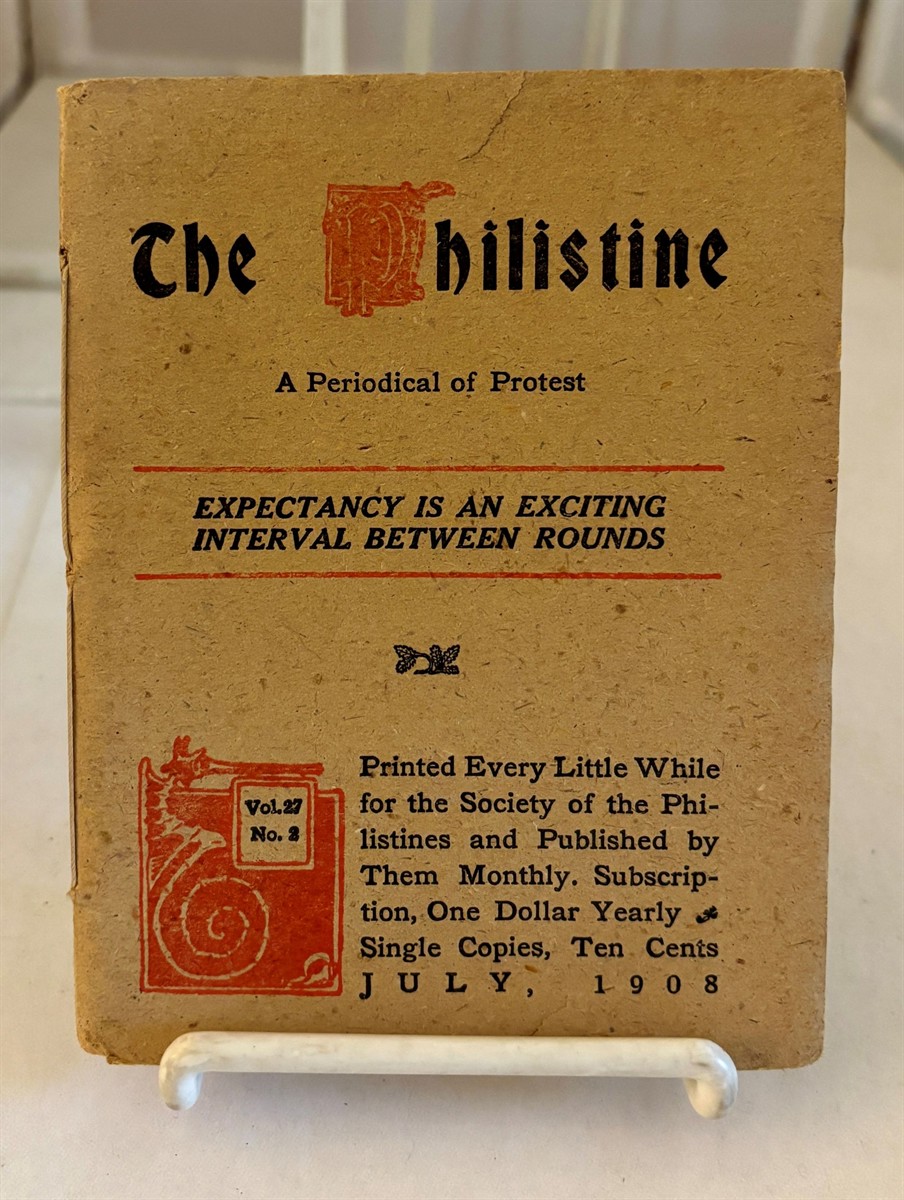 The Philistine
A Periodical of Protest
EXPECTANCY IS AN EXCITING
INTERVAL BETWEEN ROUNDS
Vol. 27
No. 2
Printed Every Little While
for the Society of the Phi-
listines and Published by
Them Monthly. Subscrip-
tion, One Dollar Yearly
Single Copies, Ten Cents
JULY, 1908